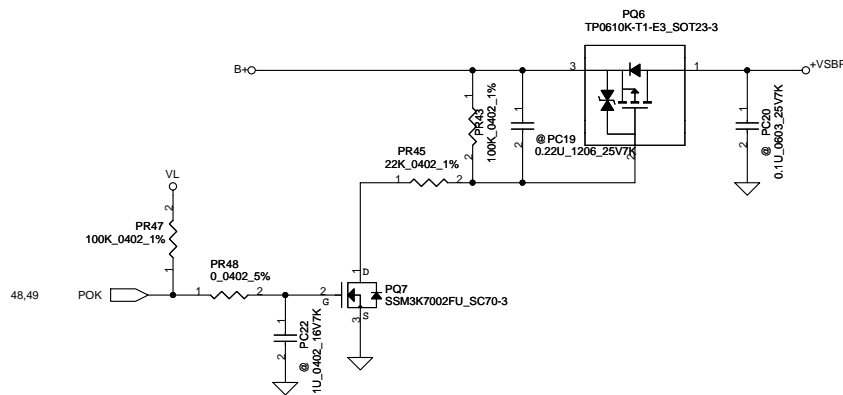 PQ6
TP0610K-T1-E3_SOT23-3
B+
3
1
+VSBP
1
2
PR43
100K_0402_1%
1
2
@PC19
0.22U_1206_25V7K
2
1
2
@ PC20
0.1U_0603_25V7K
PR45
22K_0402_1%
1
2
VL
2
PR47
100K_0402_1%
1
PR48
0_0402_5%
48,49
POK
1
2
2
G
1
D
3
S
PQ7
SSM3K7002FU_SC70-3
1
2
@ PC22
1U_0402_16V7K